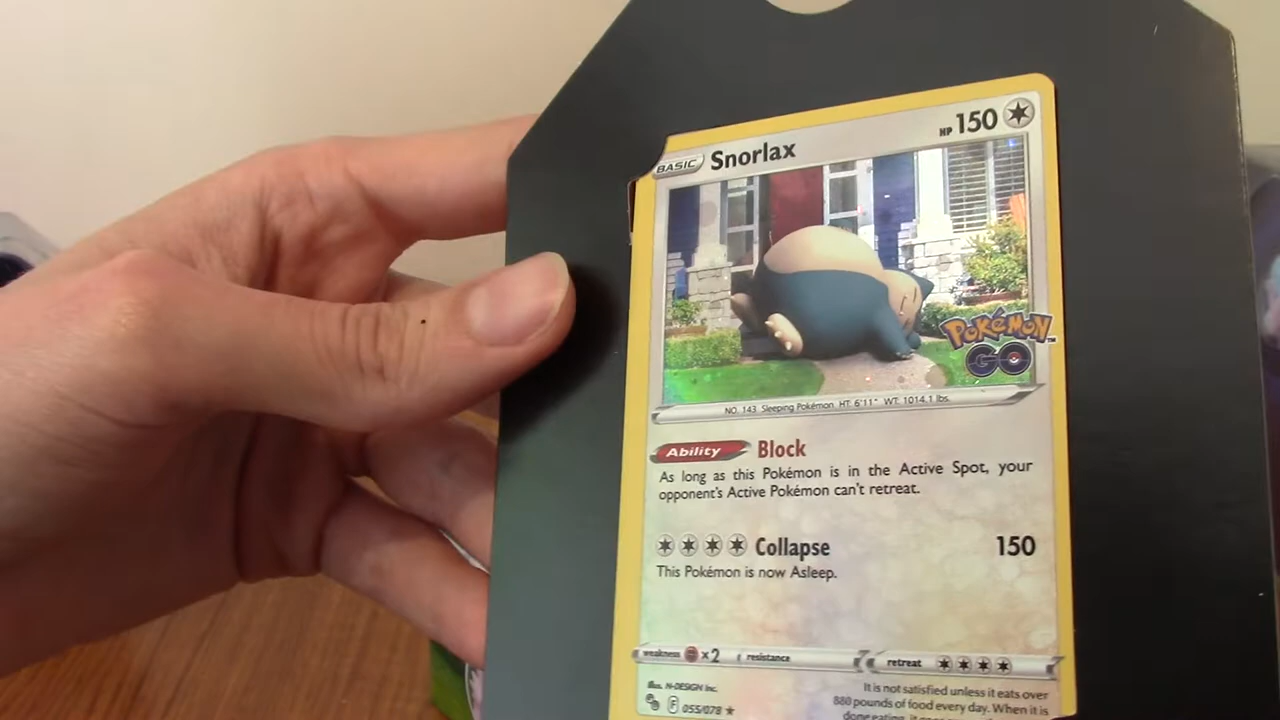 BASIC Snorlax HP 150
Pokémon
GO
NO. 143 Sleeping Pokémon HT: 6'11" WT: 1014.1 lbs.
Ability Block
As long as this Pokémon is in the Active Spot, your
opponent's Active Pokémon can't retreat.
Collapse 150
This Pokémon is now Asleep.
weakness ×2 resistance retreat
Illus. N-DESIGN Inc.
F 055/078 ★
It is not satisfied unless it eats over
880 pounds of food every day. When it is
done eating, it